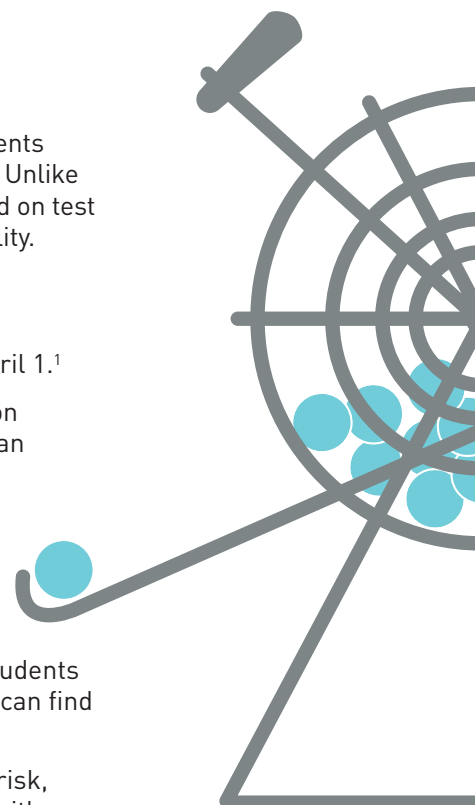 ents
Unlike
d on test
lity.
ril 1.¹
on
an
udents
can find
risk,